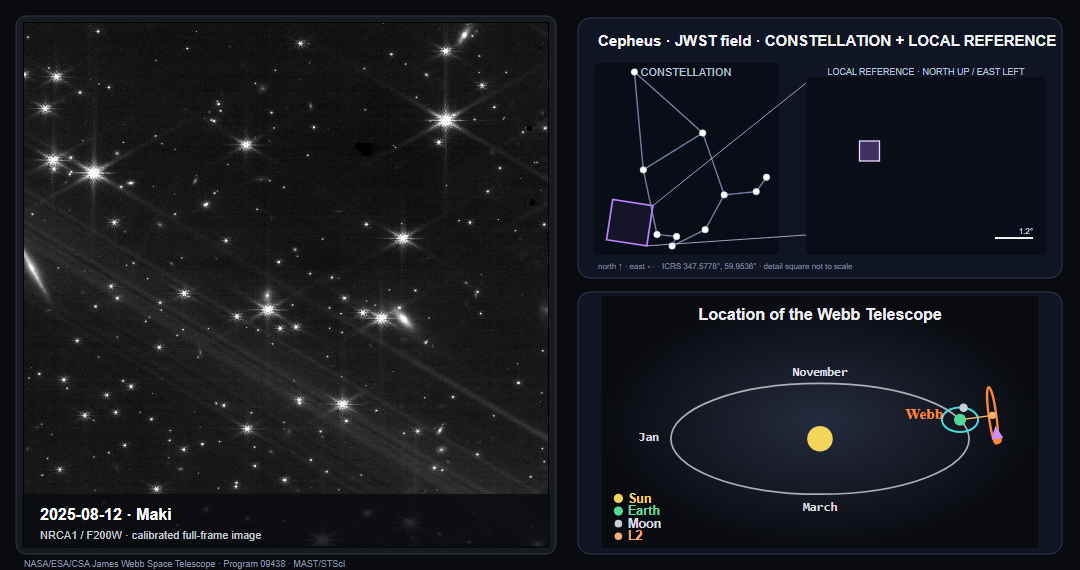 Cepheus · JWST field · CONSTELLATION + LOCAL REFERENCE
CONSTELLATION
LOCAL REFERENCE · NORTH UP / EAST LEFT
1.2°
north ↑ · east ← · ICRS 347.5778°, 59.9536° · detail square not to scale
Location of the Webb Telescope
November
Webb
Jan
March
Sun
Earth
Moon
L2
2025-08-12 · Maki
NRCA1 / F200W · calibrated full-frame image
NASA/ESA/CSA James Webb Space Telescope · Program 09438 · MAST/STScI